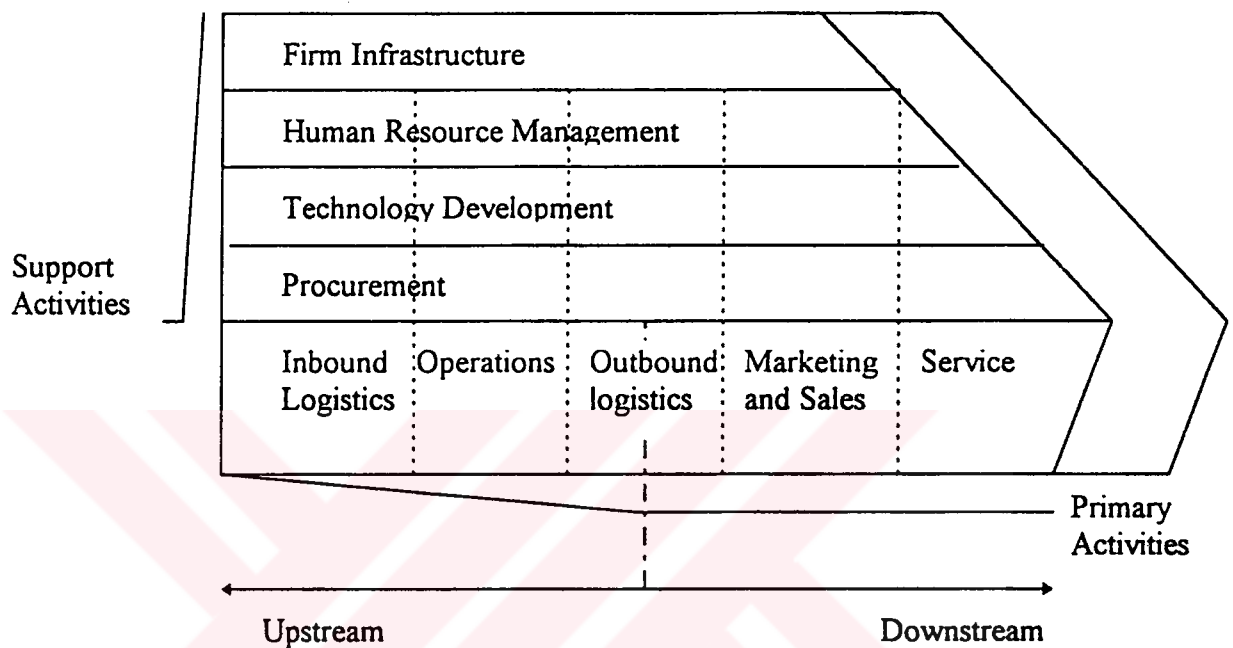 Firm Infrastructure
Human Resource Management
Technology Development
Procurement
Support
Activities
Inbound
Logistics
Operations
Outbound
logistics
Marketing
and Sales
Service
Primary
Activities
Upstream
Downstream